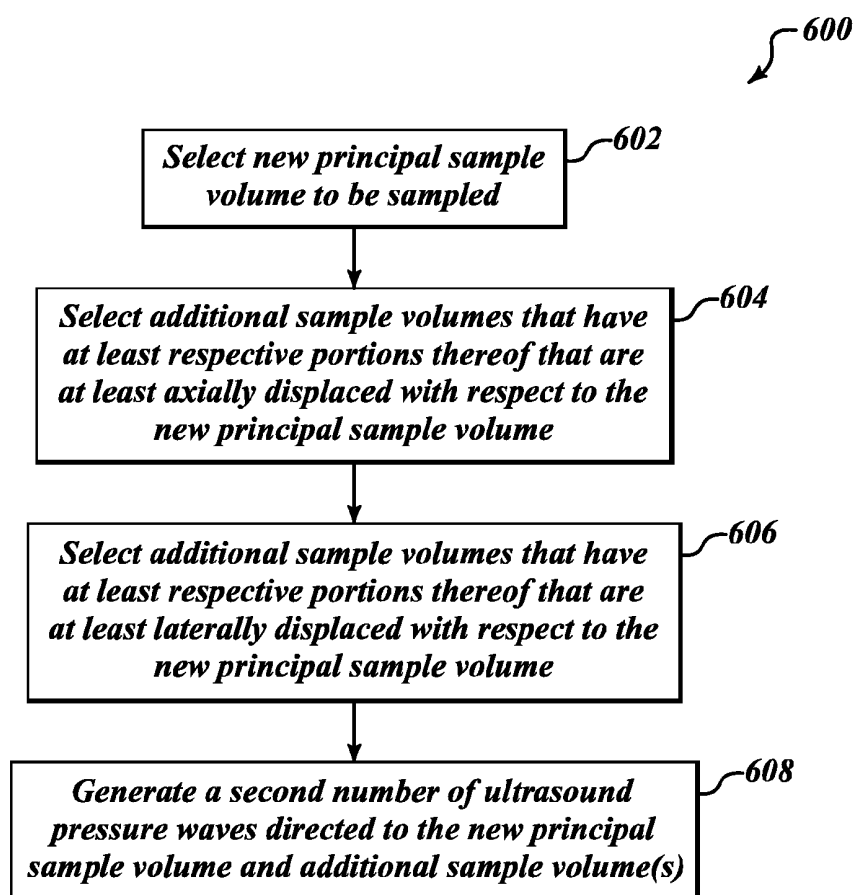 600
602
Select new principal sample
volume to be sampled
604
Select additional sample volumes that have
at least respective portions thereof that are
at least axially displaced with respect to the
new principal sample volume
606
Select additional sample volumes that have
at least respective portions thereof that are
at least laterally displaced with respect to the
new principal sample volume
608
Generate a second number of ultrasound
pressure waves directed to the new principal
sample volume and additional sample volume(s)